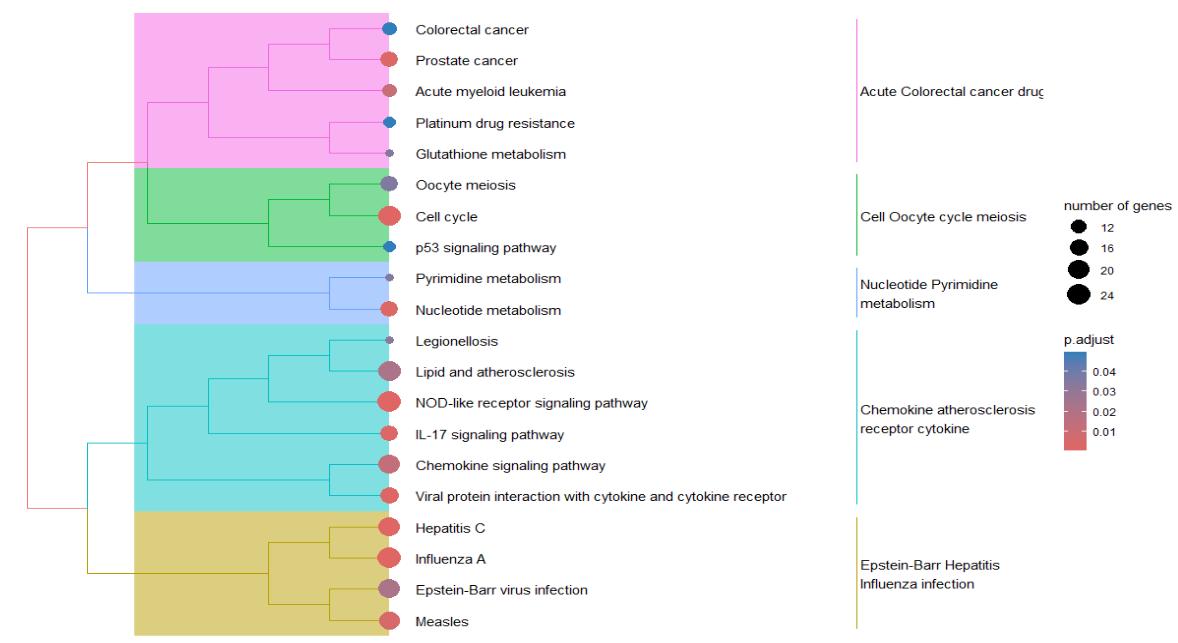 Colorectal cancer
Prostate cancer
Acute myeloid leukemia
Platinum drug resistance
Glutathione metabolism
Oocyte meiosis
Cell cycle
p53 signaling pathway
Pyrimidine metabolism
Nucleotide metabolism
Legionellosis
Lipid and atherosclerosis
NOD-like receptor signaling pathway
IL-17 signaling pathway
Chemokine signaling pathway
Viral protein interaction with cytokine and cytokine receptor
Hepatitis C
Influenza A
Epstein-Barr virus infection
Measles
Acute Colorectal cancer drug
Cell Oocyte cycle meiosis
Nucleotide Pyrimidine
metabolism
Chemokine atherosclerosis
receptor cytokine
Epstein-Barr Hepatitis
Influenza infection
number of genes
12
16
20
24
p.adjust
0.04
0.03
0.02
0.01